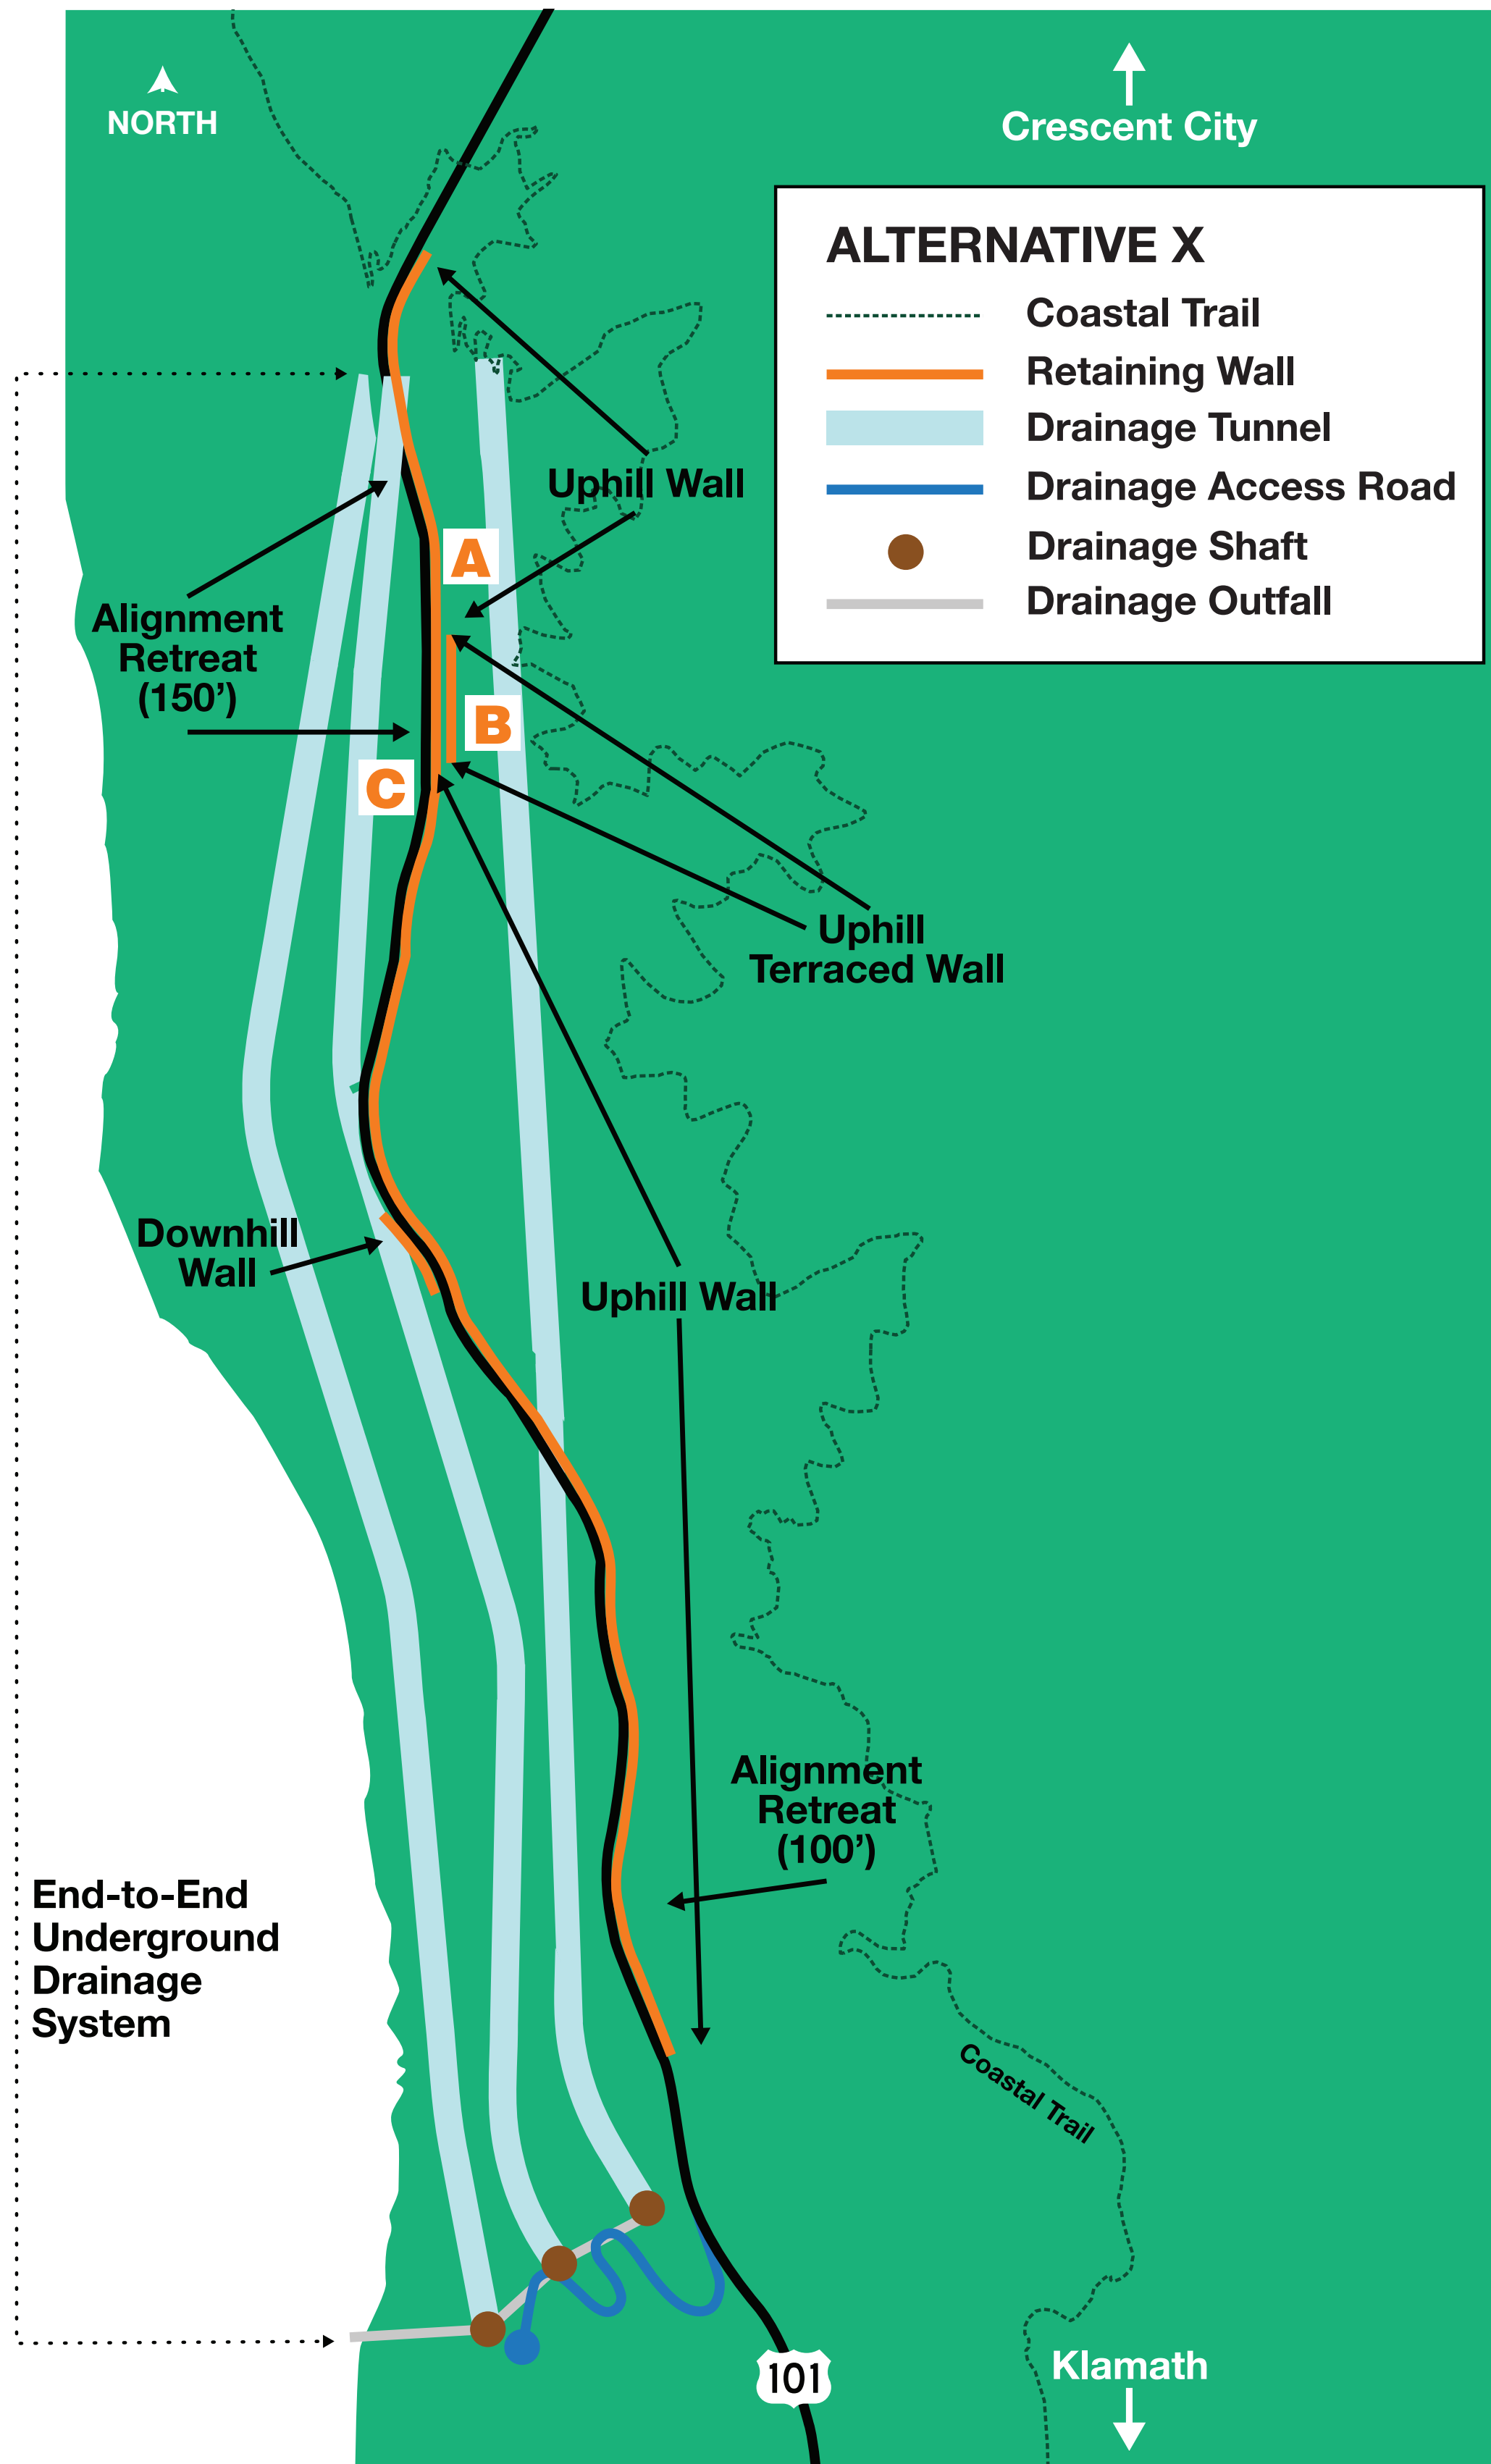 NORTH
Crescent City
ALTERNATIVE X
Coastal Trail
Retaining Wall
Drainage Tunnel
Drainage Access Road
Drainage Shaft
Drainage Outfall
Uphill Wall
A
Alignment
Retreat
(150’)
B
C
Uphill
Terraced Wall
Downhill
Wall
Uphill Wall
Alignment
Retreat
(100’)
End-to-End
Underground
Drainage
System
Coastal Trail
101
Klamath